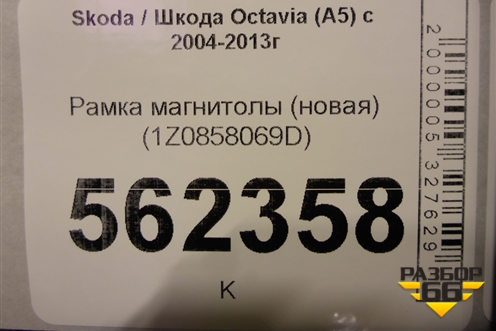 Skoda / Шкода Octavia (A5) с
2004-2013г
Рамка магнитолы (новая)
(1Z0858069D)
562358
К
2000005327629
РАЗБОР
66